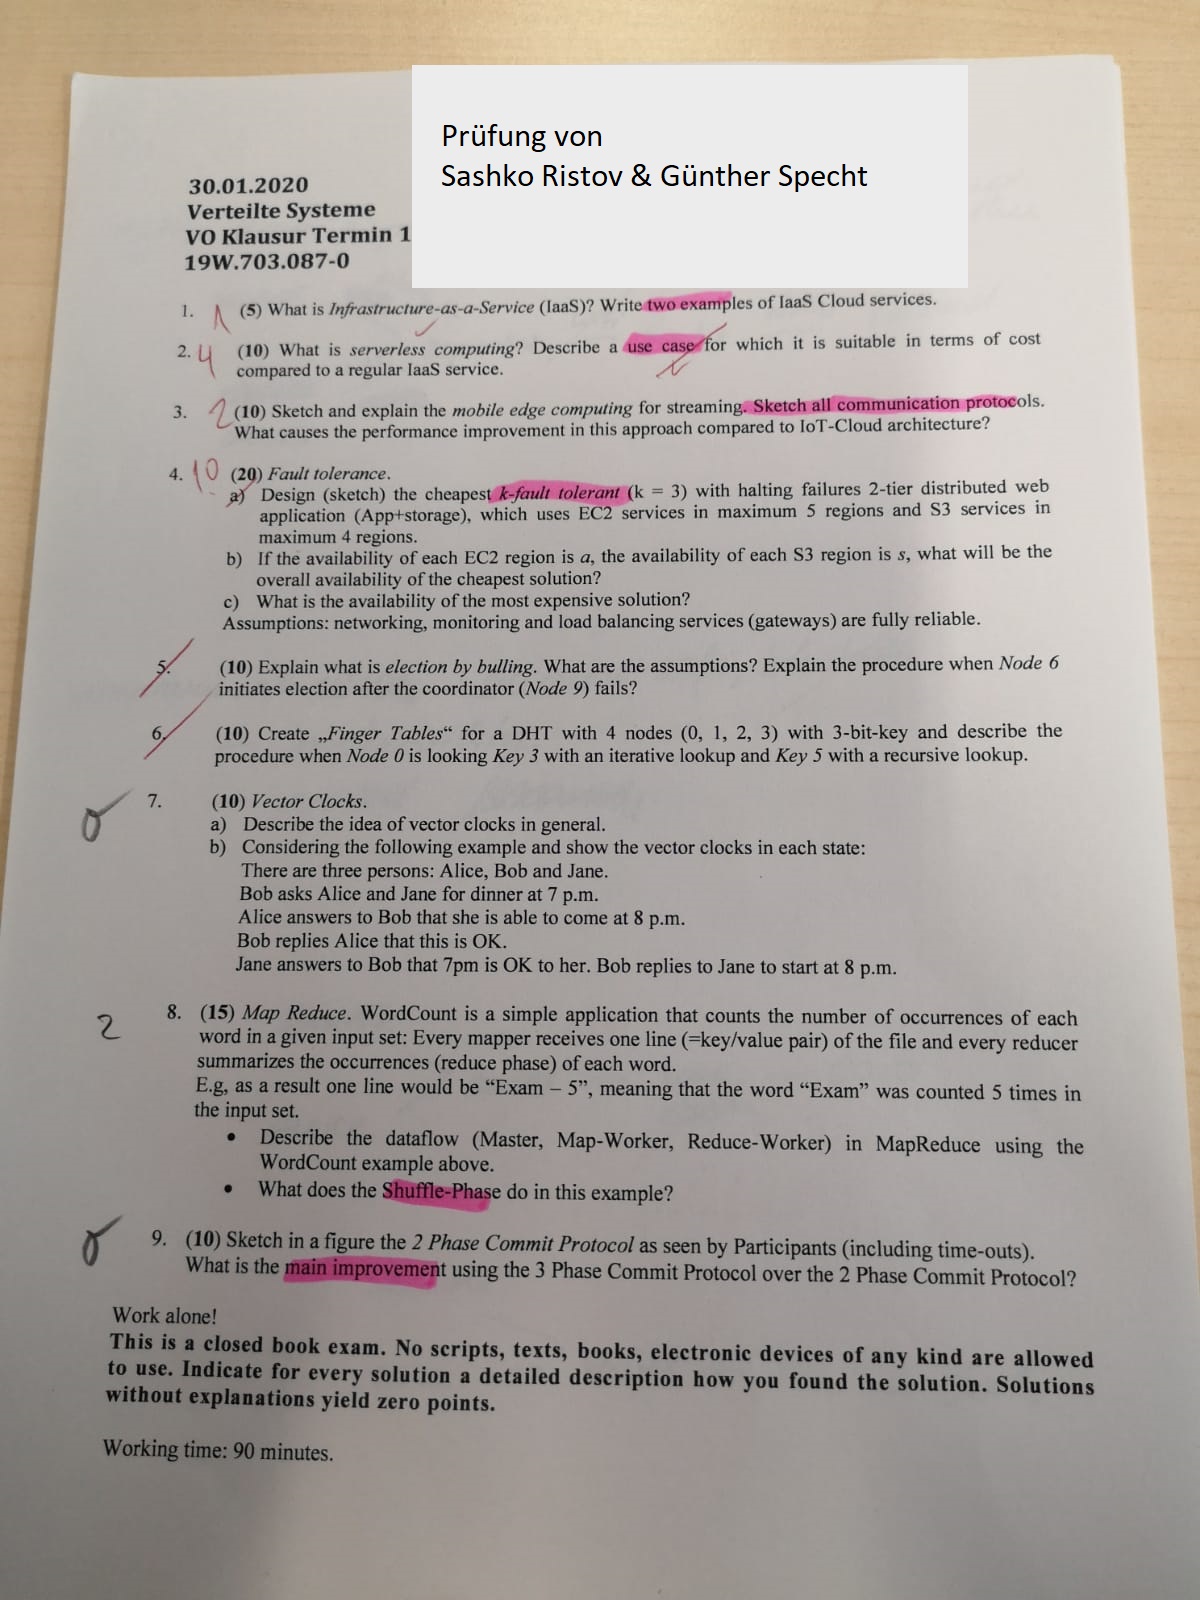 Prüfung von
Sashko Ristov & Günther Specht
30.01.2020
Verteilte Systeme
VO Klausur Termin 1
19W.703.087-0
1. 1 (5) What is Infrastructure-as-a-Service (IaaS)? Write two examples of IaaS Cloud services.
2. 4 (10) What is serverless computing? Describe a use case for which it is suitable in terms of cost
compared to a regular IaaS service.
3. 2 (10) Sketch and explain the mobile edge computing for streaming. Sketch all communication protocols.
What causes the performance improvement in this approach compared to IoT-Cloud architecture?
4. 10 (20) Fault tolerance.
a) Design (sketch) the cheapest k-fault tolerant (k = 3) with halting failures 2-tier distributed web
application (App+storage), which uses EC2 services in maximum 5 regions and S3 services in
maximum 4 regions.
b) If the availability of each EC2 region is a, the availability of each S3 region is s, what will be the
overall availability of the cheapest solution?
c) What is the availability of the most expensive solution?
Assumptions: networking, monitoring and load balancing services (gateways) are fully reliable.
5. (10) Explain what is election by bulling. What are the assumptions? Explain the procedure when Node 6
initiates election after the coordinator (Node 9) fails?
6. (10) Create „Finger Tables“ for a DHT with 4 nodes (0, 1, 2, 3) with 3-bit-key and describe the
procedure when Node 0 is looking Key 3 with an iterative lookup and Key 5 with a recursive lookup.
0 7. (10) Vector Clocks.
a) Describe the idea of vector clocks in general.
b) Considering the following example and show the vector clocks in each state:
There are three persons: Alice, Bob and Jane.
Bob asks Alice and Jane for dinner at 7 p.m.
Alice answers to Bob that she is able to come at 8 p.m.
Bob replies Alice that this is OK.
Jane answers to Bob that 7pm is OK to her. Bob replies to Jane to start at 8 p.m.
2 8. (15) Map Reduce. WordCount is a simple application that counts the number of occurrences of each
word in a given input set: Every mapper receives one line (=key/value pair) of the file and every reducer
summarizes the occurrences (reduce phase) of each word.
E.g, as a result one line would be “Exam – 5”, meaning that the word “Exam” was counted 5 times in
the input set.
• Describe the dataflow (Master, Map-Worker, Reduce-Worker) in MapReduce using the
WordCount example above.
• What does the Shuffle-Phase do in this example?
0 9. (10) Sketch in a figure the 2 Phase Commit Protocol as seen by Participants (including time-outs).
What is the main improvement using the 3 Phase Commit Protocol over the 2 Phase Commit Protocol?
Work alone!
This is a closed book exam. No scripts, texts, books, electronic devices of any kind are allowed
to use. Indicate for every solution a detailed description how you found the solution. Solutions
without explanations yield zero points.
Working time: 90 minutes.